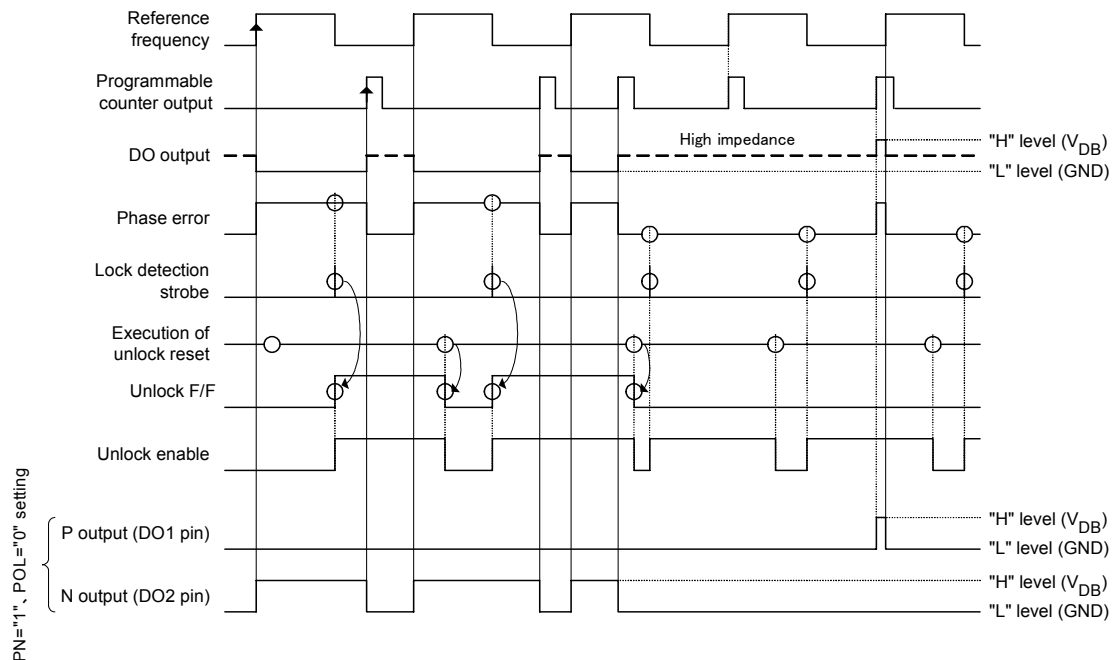 Reference
frequency
Programmable
counter output
High impedance
DO output
"H" level (VDB)
"L" level (GND)
Phase error
Lock detection
strobe
Execution of
unlock reset
Unlock F/F
Unlock enable
PN="1"、POL="0" setting
P output (DO1 pin)
"H" level (VDB)
"L" level (GND)
N output (DO2 pin)
"H" level (VDB)
"L" level (GND)